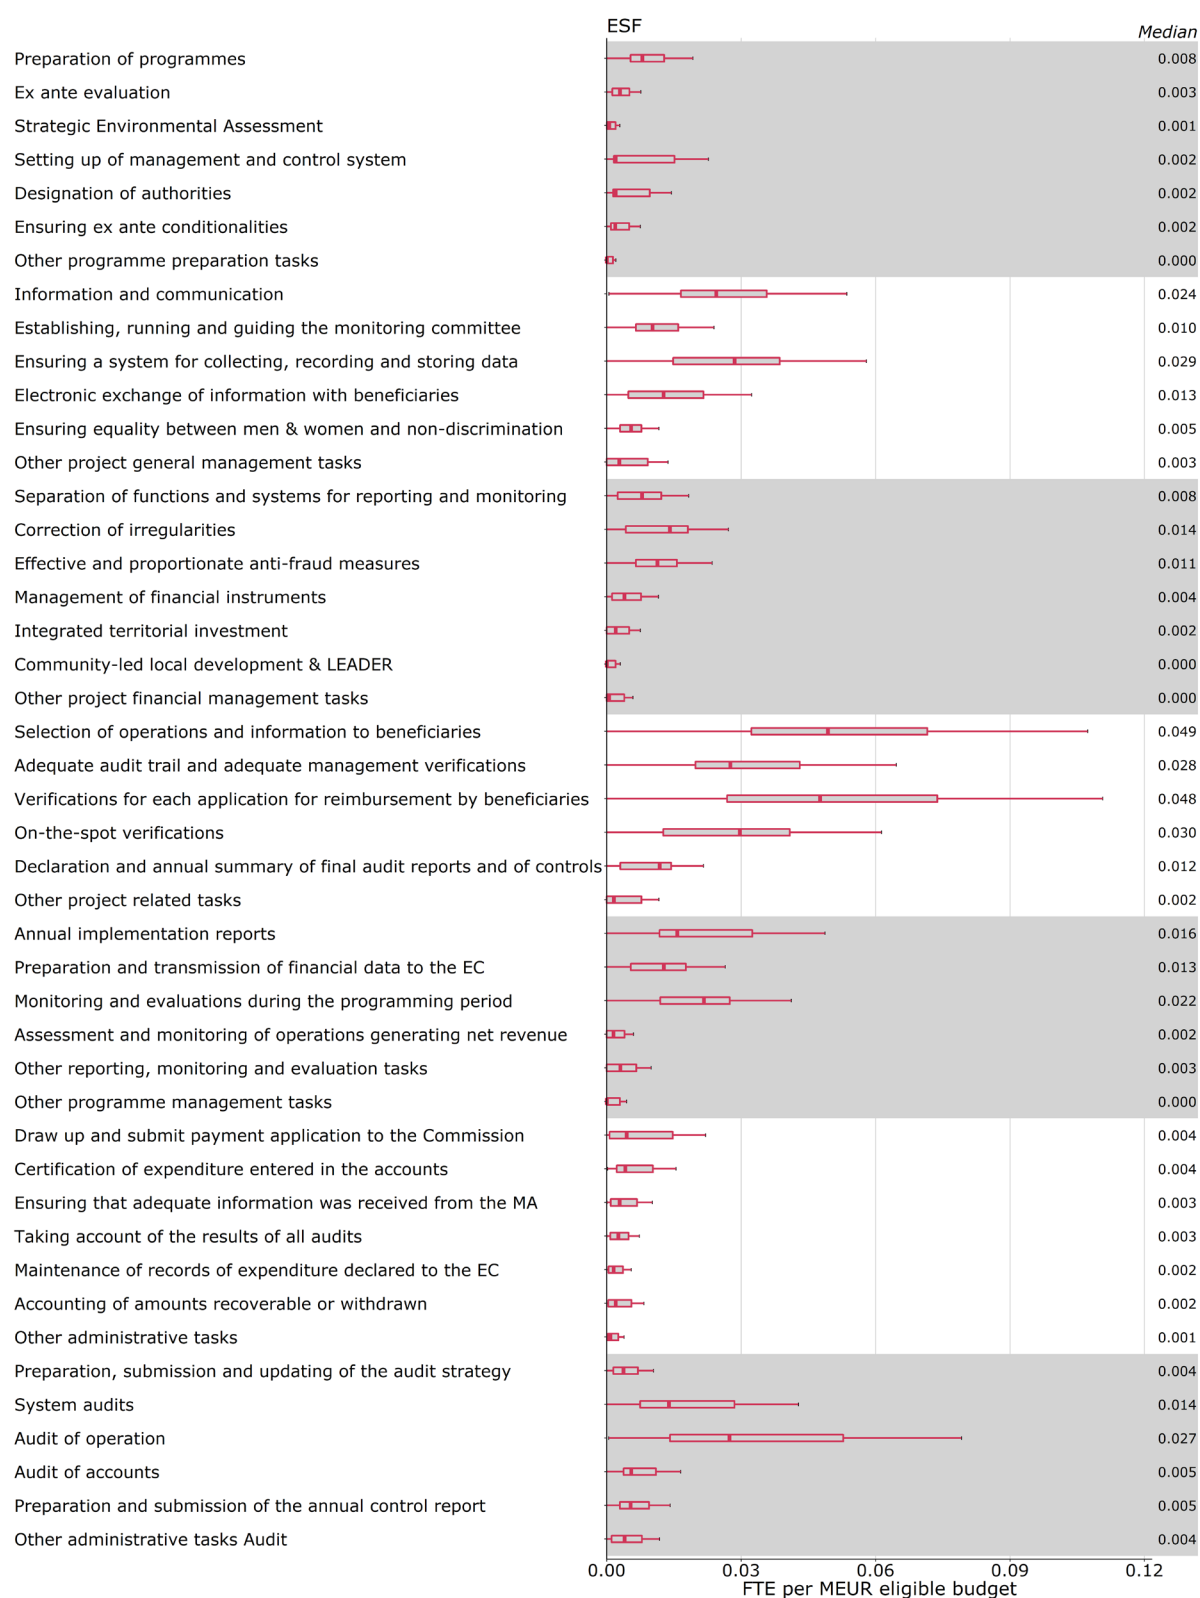 ESF
Median
Preparation of programmes 0.008
Ex ante evaluation 0.003
Strategic Environmental Assessment 0.001
Setting up of management and control system 0.002
Designation of authorities 0.002
Ensuring ex ante conditionalities 0.002
Other programme preparation tasks 0.000
Information and communication 0.024
Establishing, running and guiding the monitoring committee 0.010
Ensuring a system for collecting, recording and storing data 0.029
Electronic exchange of information with beneficiaries 0.013
Ensuring equality between men & women and non-discrimination 0.005
Other project general management tasks 0.003
Separation of functions and systems for reporting and monitoring 0.008
Correction of irregularities 0.014
Effective and proportionate anti-fraud measures 0.011
Management of financial instruments 0.004
Integrated territorial investment 0.002
Community-led local development & LEADER 0.000
Other project financial management tasks 0.000
Selection of operations and information to beneficiaries 0.049
Adequate audit trail and adequate management verifications 0.028
Verifications for each application for reimbursement by beneficiaries 0.048
On-the-spot verifications 0.030
Declaration and annual summary of final audit reports and of controls 0.012
Other project related tasks 0.002
Annual implementation reports 0.016
Preparation and transmission of financial data to the EC 0.013
Monitoring and evaluations during the programming period 0.022
Assessment and monitoring of operations generating net revenue 0.002
Other reporting, monitoring and evaluation tasks 0.003
Other programme management tasks 0.000
Draw up and submit payment application to the Commission 0.004
Certification of expenditure entered in the accounts 0.004
Ensuring that adequate information was received from the MA 0.003
Taking account of the results of all audits 0.003
Maintenance of records of expenditure declared to the EC 0.002
Accounting of amounts recoverable or withdrawn 0.002
Other administrative tasks 0.001
Preparation, submission and updating of the audit strategy 0.004
System audits 0.014
Audit of operation 0.027
Audit of accounts 0.005
Preparation and submission of the annual control report 0.005
Other administrative tasks Audit 0.004
0.00 0.03 0.06 0.09 0.12
FTE per MEUR eligible budget